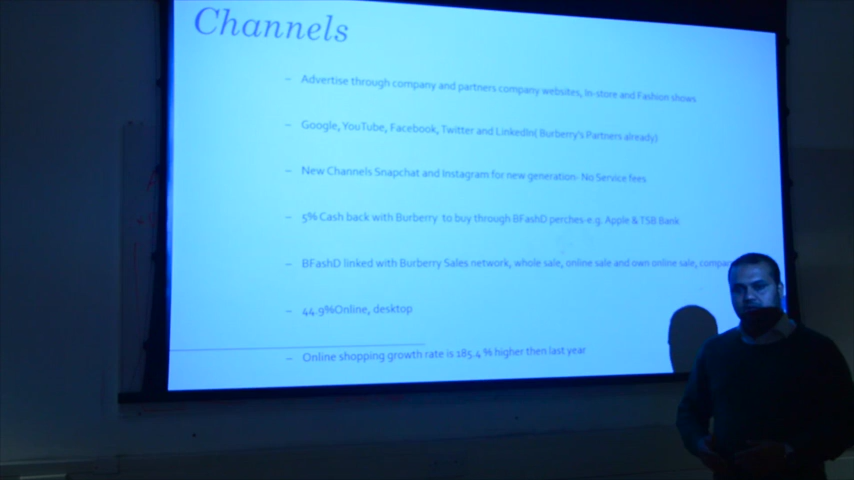 Channels
– Advertise through company and partners company websites, In-store and Fashion shows
– Google, YouTube, Facebook, Twitter and LinkedIn( Burberry's Partners already)
– New Channels Snapchat and Instagram for new generation- No Service fees
– 5% Cash back with Burberry to buy through BFashD perches-e.g. Apple & TSB Bank
– BFashD linked with Burberry Sales network, whole sale, online sale and own online sale,
– 44.9%Online, desktop
– Online shopping growth rate is 185.4 % higher then last year